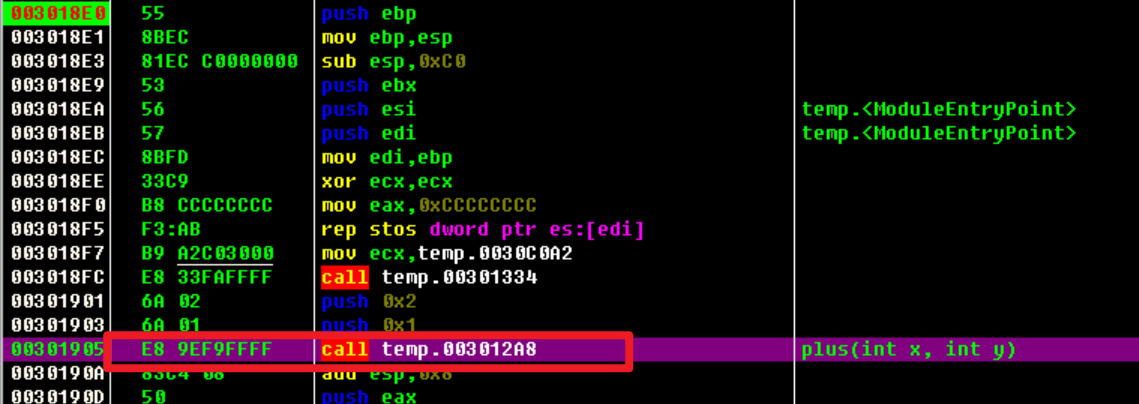 003018E0 55 push ebp
003018E1 8BEC mov ebp,esp
003018E3 81EC C0000000 sub esp,0xC0
003018E9 53 push ebx
003018EA 56 push esi temp.<ModuleEntryPoint>
003018EB 57 push edi temp.<ModuleEntryPoint>
003018EC 8BFD mov edi,ebp
003018EE 33C9 xor ecx,ecx
003018F0 B8 CCCCCCCC mov eax,0xCCCCCCCC
003018F5 F3:AB rep stos dword ptr es:[edi]
003018F7 B9 A2C03000 mov ecx,temp.0030C0A2
003018FC E8 33FAFFFF call temp.00301334
00301901 6A 02 push 0x2
00301903 6A 01 push 0x1
00301905 E8 9EF9FFFF call temp.003012A8 plus(int x, int y)
0030190A 83C4 08 add esp,0x8
0030190D 50 push eax